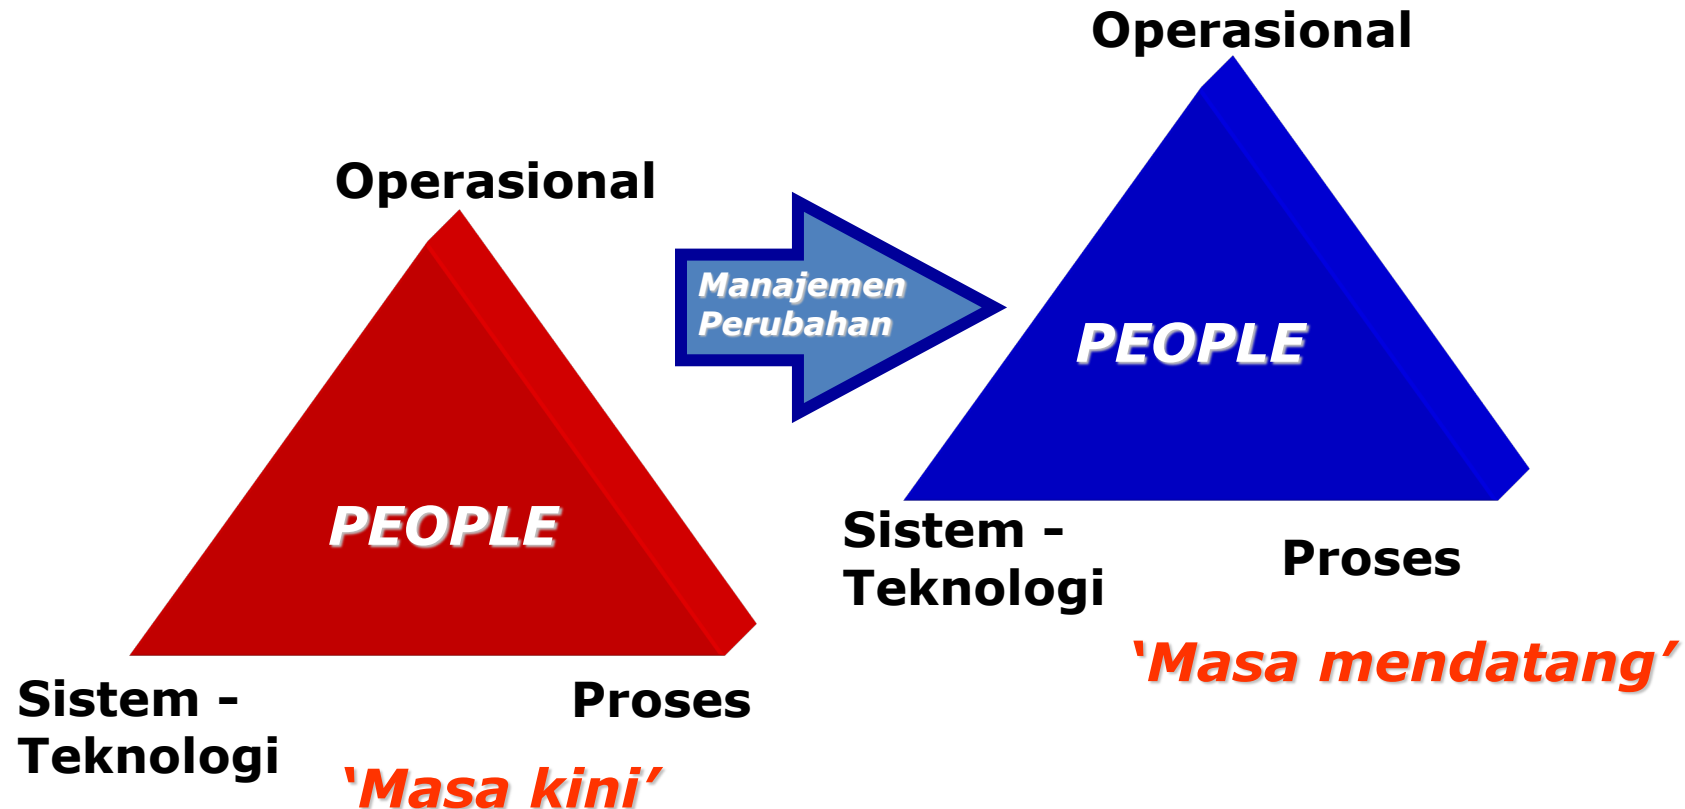 Operasional
PEOPLE
Sistem –
Teknologi
Proses
‘Masa kini’
Manajemen
Perubahan
Operasional
PEOPLE
Sistem –
Teknologi
Proses
‘Masa mendatang’